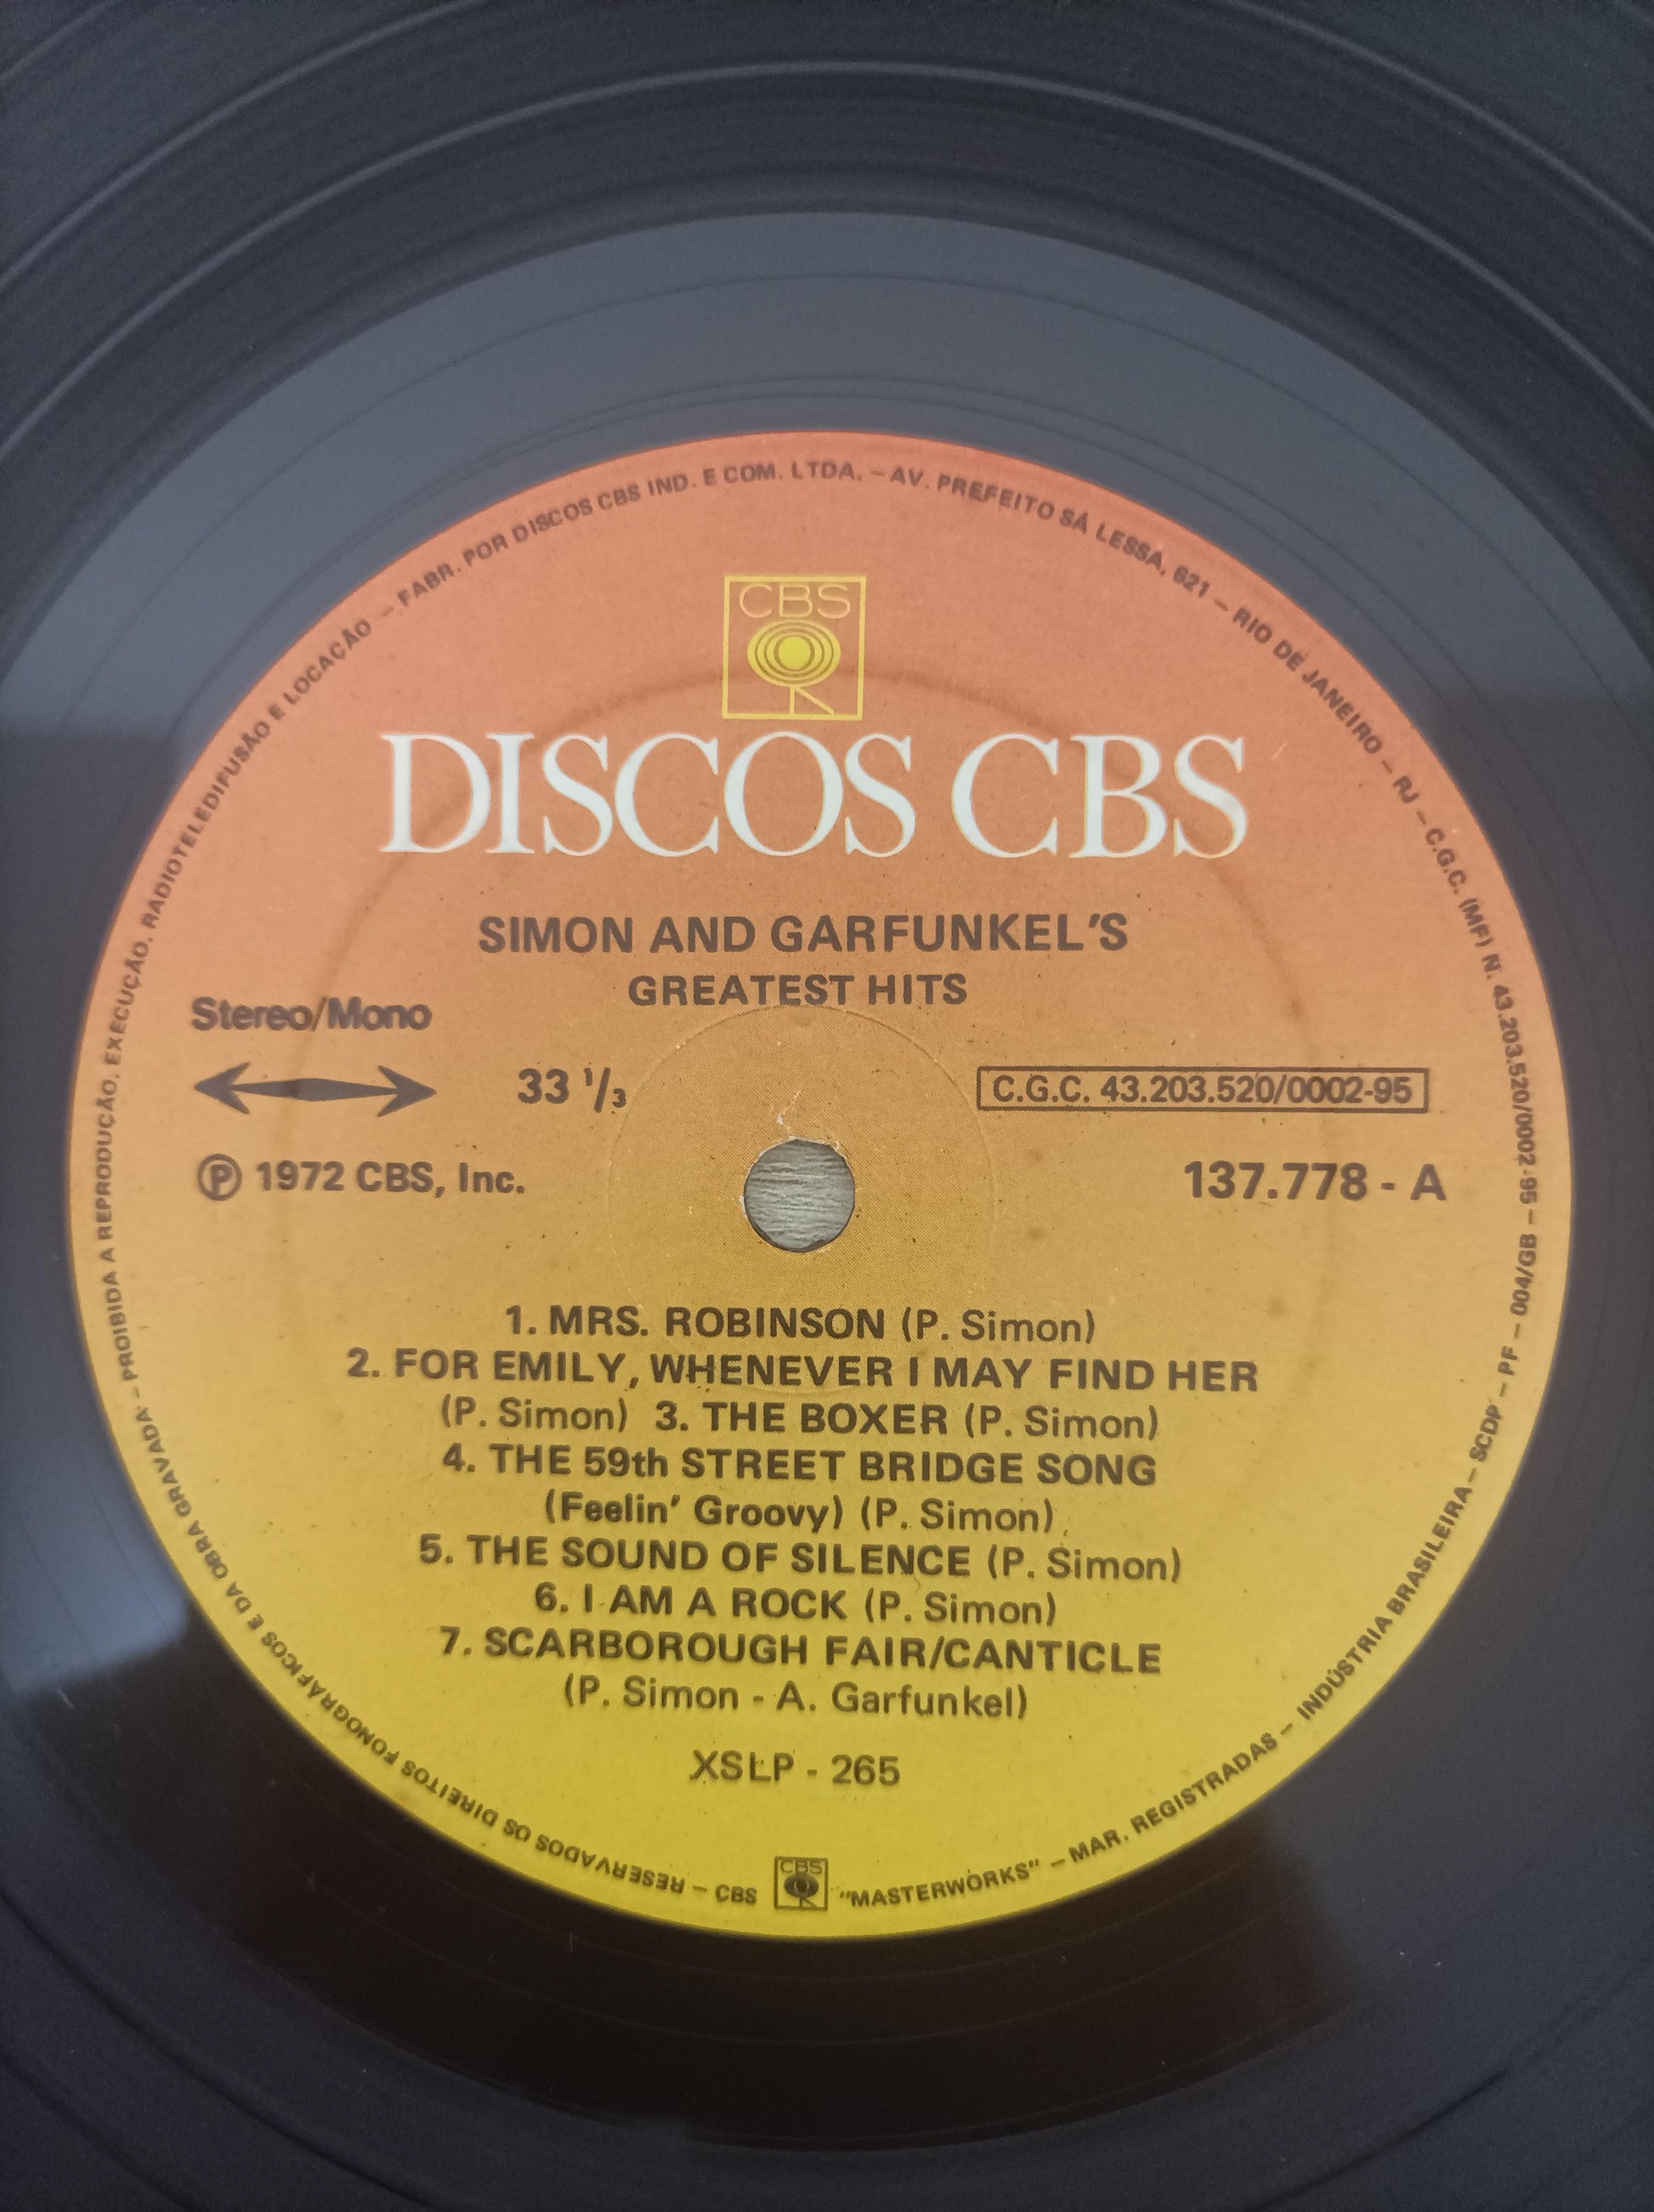 FABR. POR DISCOS CBS IND. E COM. LTDA. – AV. PREFEITO SÁ LESSA, 621 – RIO DE JANEIRO – RJ – C.G.C. (MF) N. 43.203.520/0002-95 – BD/004 – PF – SCDP – INDÚSTRIA BRASILEIRA – MAR. REGISTRADAS – "MASTERWORKS" CBS CBS – RESERVADOS OS DIREITOS FONOGRÁFICOS E DA OBRA GRAVADA – PROIBIDA A REPRODUÇÃO, EXECUÇÃO, RADIOTELEDIFUSÃO E LOCAÇÃO –
CBS
DISCOS CBS
SIMON AND GARFUNKEL'S
GREATEST HITS
Stereo/Mono
33 1/3 C.G.C. 43.203.520/0002-95
℗ 1972 CBS, Inc. 137.778 - A
1. MRS. ROBINSON (P. Simon)
2. FOR EMILY, WHENEVER I MAY FIND HER
(P. Simon) 3. THE BOXER (P. Simon)
4. THE 59th STREET BRIDGE SONG
(Feelin' Groovy) (P. Simon)
5. THE SOUND OF SILENCE (P. Simon)
6. I AM A ROCK (P. Simon)
7. SCARBOROUGH FAIR/CANTICLE
(P. Simon - A. Garfunkel)
XSLP - 265